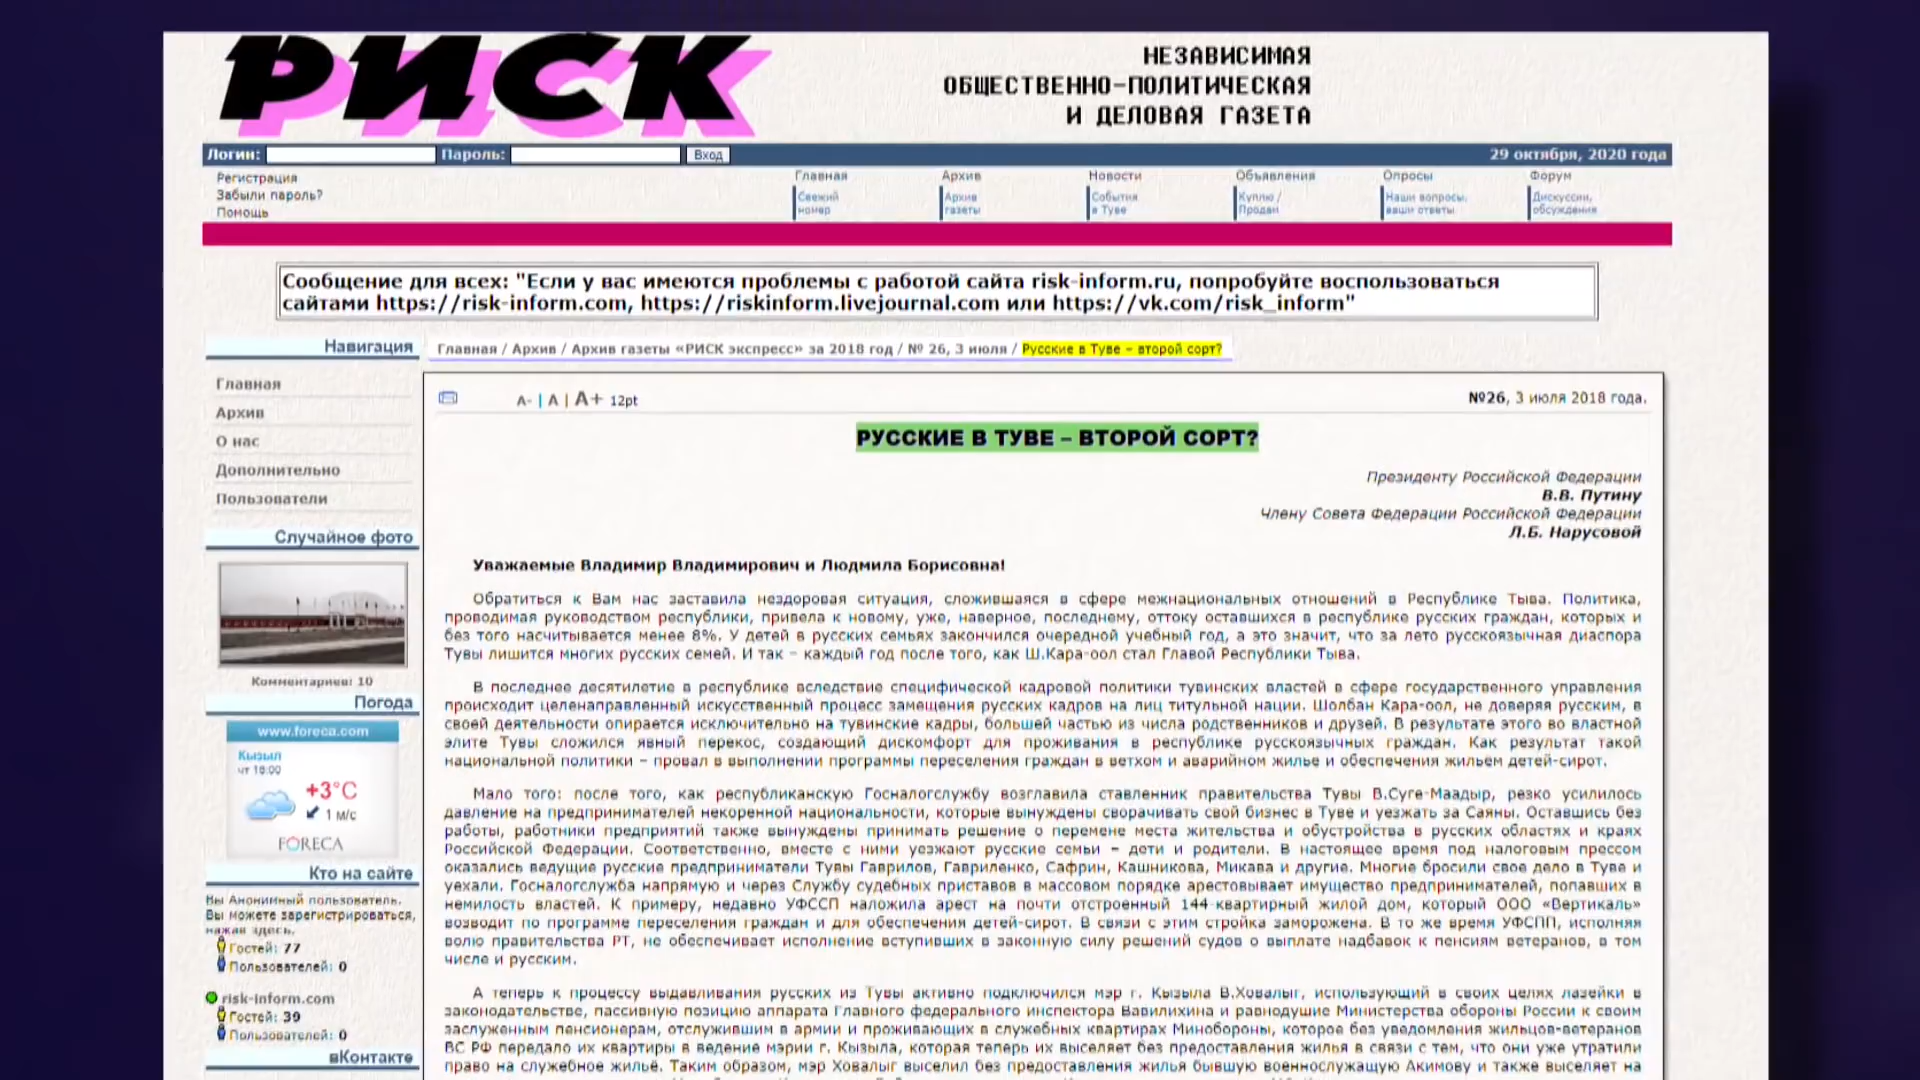 РИСК
НЕЗАВИСИМАЯ
ОБЩЕСТВЕННО-ПОЛИТИЧЕСКАЯ
И ДЕЛОВАЯ ГАЗЕТА
Логин: Пароль: Вход 29 октября, 2020 года
Регистрация
Забыли пароль?
Помощь
Главная Архив Новости Объявления Опросы Форум
Свежий Архив События Куплю / Наши вопросы, Дискуссии,
номер газеты в Туве Продам ваши ответы обсуждения
Сообщение для всех: "Если у вас имеются проблемы с работой сайта risk-inform.ru, попробуйте воспользоваться
сайтами https://risk-inform.com, https://riskinform.livejournal.com или https://vk.com/risk_inform"
Навигация
Главная
Архив
О нас
Дополнительно
Пользователи
Случайное фото
Комментариев: 10
Погода
www.foreca.com
Кызыл
чт 16:00
+3°C
1 м/с
FORECA
Кто на сайте
Вы Анонимный пользователь.
Вы можете зарегистрироваться,
нажав здесь.
Гостей: 77
Пользователей: 0
risk-inform.com
Гостей: 39
Пользователей: 0
вКонтакте
Главная / Архив / Архив газеты «РИСК экспресс» за 2018 год / № 26, 3 июля / Русские в Туве – второй сорт?
A- | A | A+ 12pt №26, 3 июля 2018 года.
РУССКИЕ В ТУВЕ – ВТОРОЙ СОРТ?
Президенту Российской Федерации
В.В. Путину
Члену Совета Федерации Российской Федерации
Л.Б. Нарусовой
Уважаемые Владимир Владимирович и Людмила Борисовна!
Обратиться к Вам нас заставила нездоровая ситуация, сложившаяся в сфере межнациональных отношений в Республике Тыва. Политика,
проводимая руководством республики, привела к новому, уже, наверное, последнему, оттоку оставшихся в республике русских граждан, которых и
без того насчитывается менее 8%. У детей в русских семьях закончился очередной учебный год, а это значит, что за лето русскоязычная диаспора
Тувы лишится многих русских семей. И так – каждый год после того, как Ш.Кара-оол стал Главой Республики Тыва.
В последнее десятилетие в республике вследствие специфической кадровой политики тувинских властей в сфере государственного управления
происходит целенаправленный искусственный процесс замещения русских кадров на лиц титульной нации. Шолбан Кара-оол, не доверяя русским, в
своей деятельности опирается исключительно на тувинские кадры, большей частью из числа родственников и друзей. В результате этого во властной
элите Тувы сложился явный перекос, создающий дискомфорт для проживания в республике русскоязычных граждан. Как результат такой
национальной политики – провал в выполнении программы переселения граждан в ветхом и аварийном жилье и обеспечения жильем детей-сирот.
Мало того: после того, как республиканскую Госналогслужбу возглавила ставленник правительства Тувы В.Суге-Маадыр, резко усилилось
давление на предпринимателей некоренной национальности, которые вынуждены сворачивать свой бизнес в Туве и уезжать за Саяны. Оставшись без
работы, работники предприятий также вынуждены принимать решение о перемене места жительства и обустройства в русских областях и краях
Российской Федерации. Соответственно, вместе с ними уезжают русские семьи – дети и родители. В настоящее время под налоговым прессом
оказались ведущие русские предприниматели Тувы Гаврилов, Гавриленко, Сафрин, Кашникова, Микава и другие. Многие бросили свое дело в Туве и
уехали. Госналогслужба напрямую и через Службу судебных приставов в массовом порядке арестовывает имущество предпринимателей, попавших в
немилость властей. К примеру, недавно УФССП наложила арест на почти отстроенный 144-квартирный жилой дом, который ООО «Вертикаль»
возводит по программе переселения граждан и для обеспечения детей-сирот. В связи с этим стройка заморожена. В то же время УФСПП, исполняя
волю правительства РТ, не обеспечивает исполнение вступивших в законную силу решений судов о выплате надбавок к пенсиям ветеранов, в том
числе и русским.
А теперь к процессу выдавливания русских из Тувы активно подключился мэр г. Кызыла В.Ховалыг, использующий в своих целях лазейки в
законодательстве, пассивную позицию аппарата Главного федерального инспектора Вавилихина и равнодушие Министерства обороны России к своим
заслуженным пенсионерам, отслужившим в армии и проживающих в служебных квартирах Минобороны, которое без уведомления жильцов-ветеранов
ВС РФ передало их квартиры в ведение мэрии г. Кызыла, которая теперь их выселяет без предоставления жилья в связи с тем, что они уже утратили
право на служебное жильё. Таким образом, мэр Ховалыг выселил без предоставления жилья бывшую военнослужащую Акимову и также выселяет на